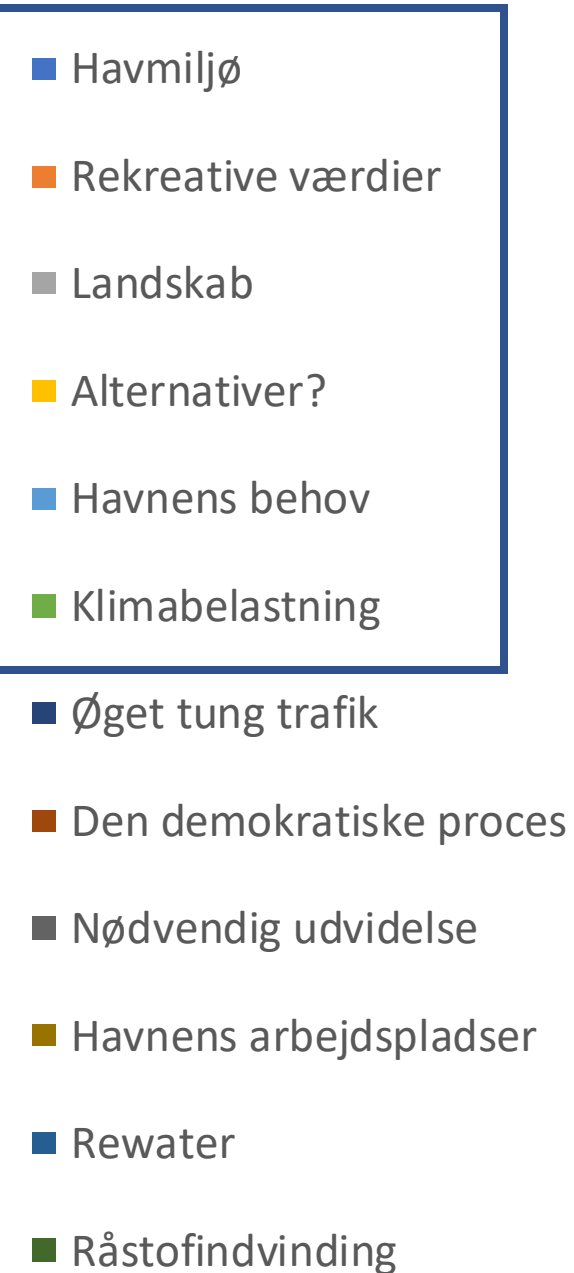 Havmiljø
Rekreative værdier
Landskab
Alternativer?
Havnens behov
Klimabelastning
Øget tung trafik
Den demokratiske proces
Nødvendig udvidelse
Havnens arbejdspladser
Rewater
Råstofindvinding